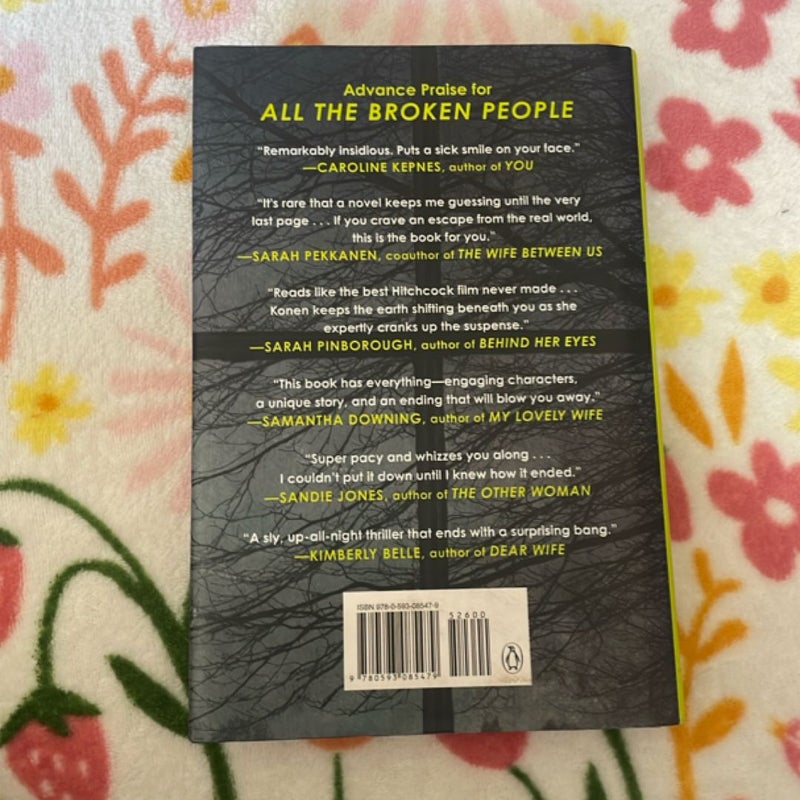 Advance Praise for
ALL THE BROKEN PEOPLE
“Remarkably insidious. Puts a sick smile on your face.”
—CAROLINE KEPNES, author of YOU
“It's rare that a novel keeps me guessing until the very
last page . . . If you crave an escape from the real world,
this is the book for you.”
—SARAH PEKKANEN, coauthor of THE WIFE BETWEEN US
“Reads like the best Hitchcock film never made . . .
Konen keeps the earth shifting beneath you as she
expertly cranks up the suspense.”
—SARAH PINBOROUGH, author of BEHIND HER EYES
“This book has everything—engaging characters,
a unique story, and an ending that will blow you away.”
—SAMANTHA DOWNING, author of MY LOVELY WIFE
“Super pacy and whizzes you along . . .
I couldn't put it down until I knew how it ended.”
—SANDIE JONES, author of THE OTHER WOMAN
“A sly, up-all-night thriller that ends with a surprising bang.”
—KIMBERLY BELLE, author of DEAR WIFE
ISBN 978-0-593-08547-9
52600
9 780593 085479